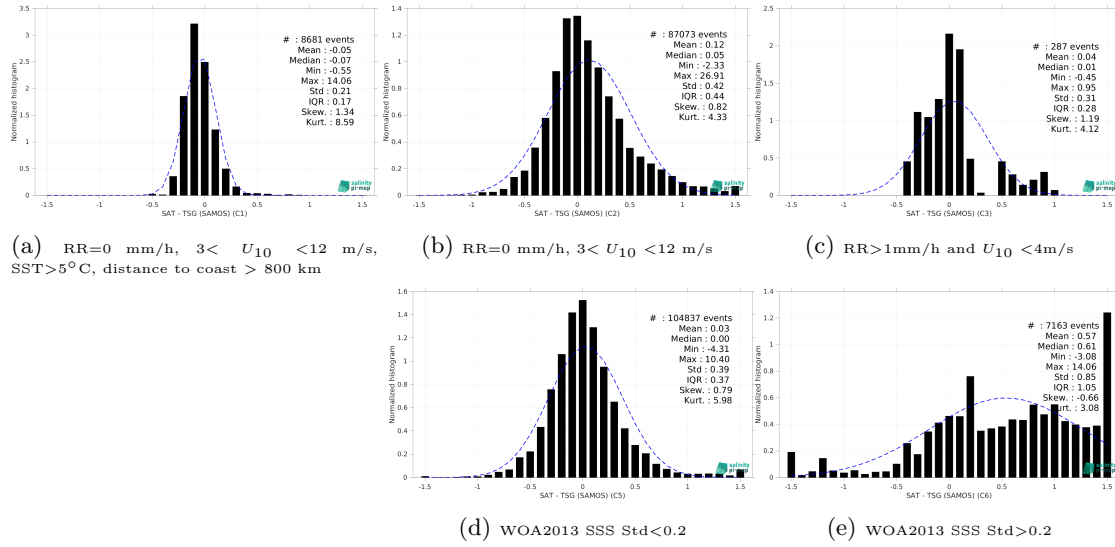 3.5
3
2.5
2
1.5
1
0.5
0
Normalized histogram
# : 8681 events
Mean : -0.05
Median : -0.07
Min : -0.55
Max : 14.06
Std : 0.21
IQR : 0.17
Skew. : 1.34
Kurt. : 8.59
salinity
pi-mep
-1.5 -1 -0.5 0 0.5 1 1.5
SAT - TSG (SAMOS) (C1)
(a) RR=0 mm/h, 3< U10 <12 m/s,
SST>5°C, distance to coast > 800 km
1.4
1.2
1
0.8
0.6
0.4
0.2
0
Normalized histogram
# : 87073 events
Mean : 0.12
Median : 0.05
Min : -2.33
Max : 26.91
Std : 0.42
IQR : 0.44
Skew. : 0.82
Kurt. : 4.33
salinity
pi-mep
-1.5 -1 -0.5 0 0.5 1 1.5
SAT - TSG (SAMOS) (C2)
(b) RR=0 mm/h, 3< U10 <12 m/s
2.5
2
1.5
1
0.5
0
Normalized histogram
# : 287 events
Mean : 0.04
Median : 0.01
Min : -0.45
Max : 0.95
Std : 0.31
IQR : 0.28
Skew. : 1.19
Kurt. : 4.12
salinity
pi-mep
-1.5 -1 -0.5 0 0.5 1 1.5
SAT - TSG (SAMOS) (C3)
(c) RR>1mm/h and U10 <4m/s
1.6
1.4
1.2
1
0.8
0.6
0.4
0.2
0
Normalized histogram
# : 104837 events
Mean : 0.03
Median : 0.00
Min : -4.31
Max : 10.40
Std : 0.39
IQR : 0.37
Skew. : 0.79
Kurt. : 5.98
salinity
pi-mep
-1.5 -1 -0.5 0 0.5 1 1.5
SAT - TSG (SAMOS) (C5)
(d) WOA2013 SSS Std<0.2
1.4
1.2
1
0.8
0.6
0.4
0.2
0
Normalized histogram
# : 7163 events
Mean : 0.57
Median : 0.61
Min : -3.08
Max : 14.06
Std : 0.85
IQR : 1.05
Skew. : -0.66
Kurt. : 3.08
salinity
pi-mep
-1.5 -1 -0.5 0 0.5 1 1.5
SAT - TSG (SAMOS) (C6)
(e) WOA2013 SSS Std>0.2